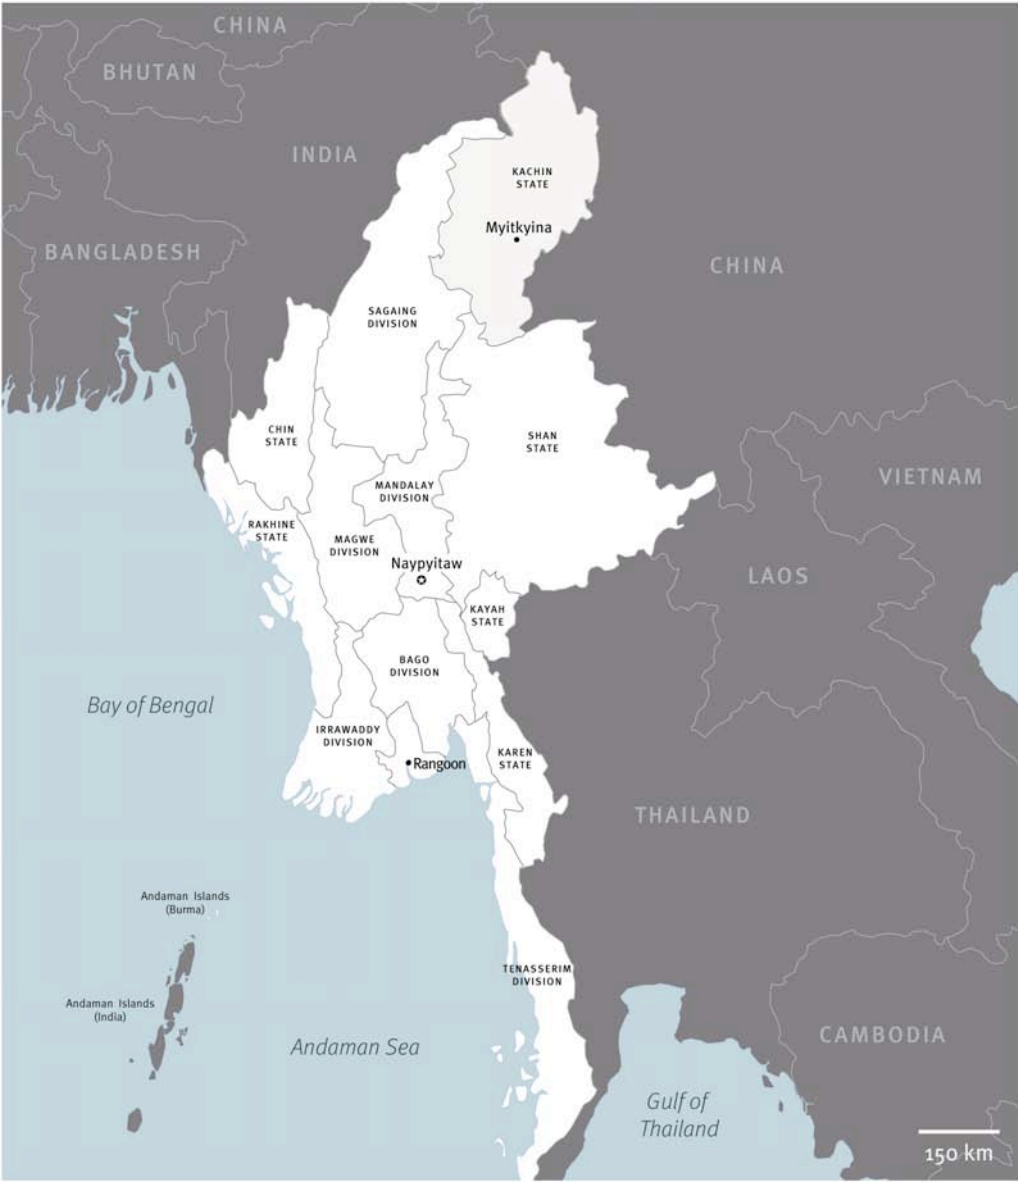 CHINA
BHUTAN
INDIA
KACHIN
STATE
Myitkyina
BANGLADESH
CHINA
SAGAING
DIVISION
CHIN
STATE
SHAN
STATE
VIETNAM
MANDALAY
DIVISION
RAKHINE
STATE
MAGWE
DIVISION
Naypyitaw
LAOS
KAYAH
STATE
BAGO
DIVISION
Bay of Bengal
IRRAWADDY
DIVISION
KAREN
STATE
Rangoon
THAILAND
Andaman Islands
(Burma)
TENASSERIM
DIVISION
Andaman Islands
(India)
CAMBODIA
Andaman Sea
Gulf of
Thailand
150 km